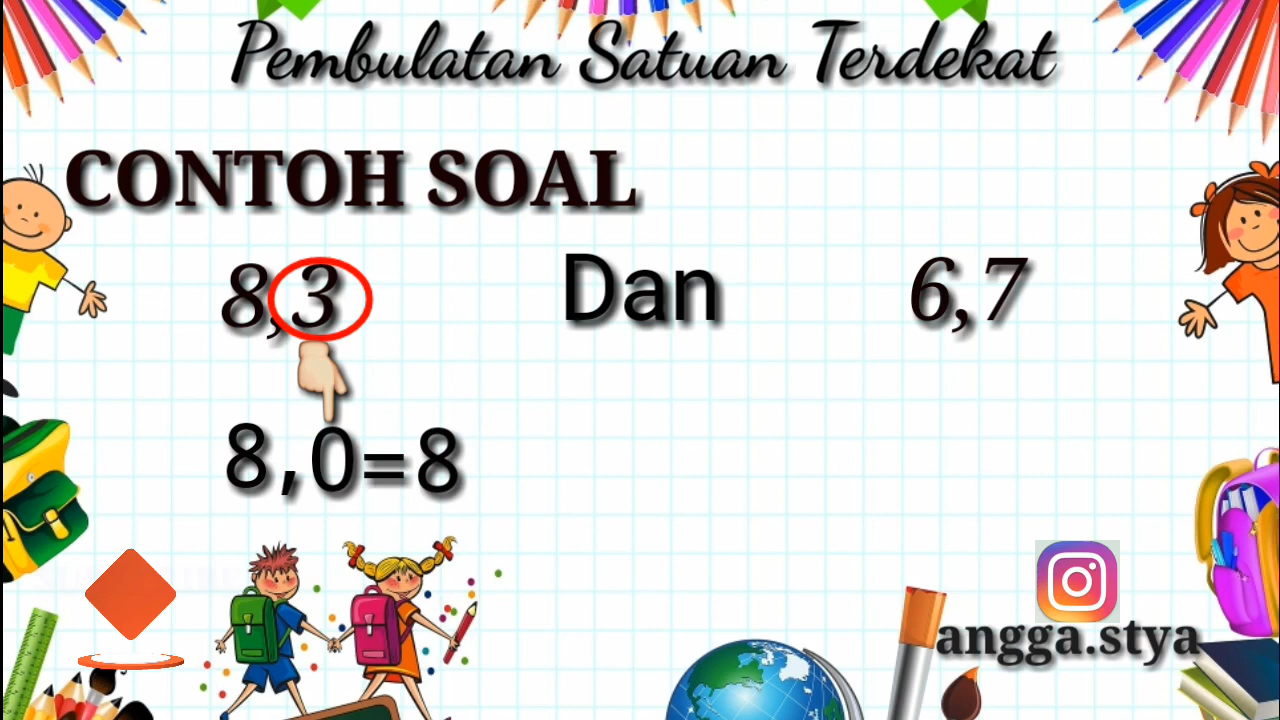 Pembulatan Satuan Terdekat
CONTOH SOAL
8,3 Dan 6,7
8,0=8
angga.stya